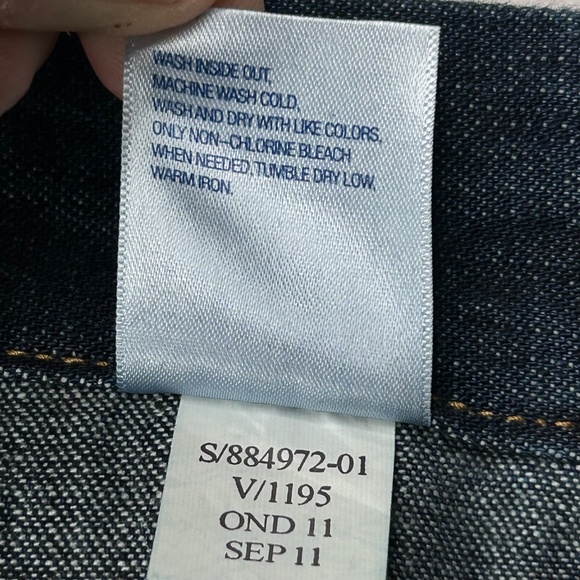 WASH INSIDE OUT,
MACHINE WASH COLD,
WASH AND DRY WITH LIKE COLORS,
ONLY NON-CHLORINE BLEACH
WHEN NEEDED, TUMBLE DRY LOW,
WARM IRON.
S/884972-01
V/1195
OND 11
SEP 11